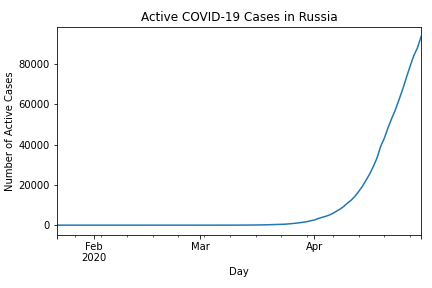 Active COVID-19 Cases in Russia
Number of Active Cases
80000
60000
40000
20000
0
Feb
2020
Mar
Apr
Day